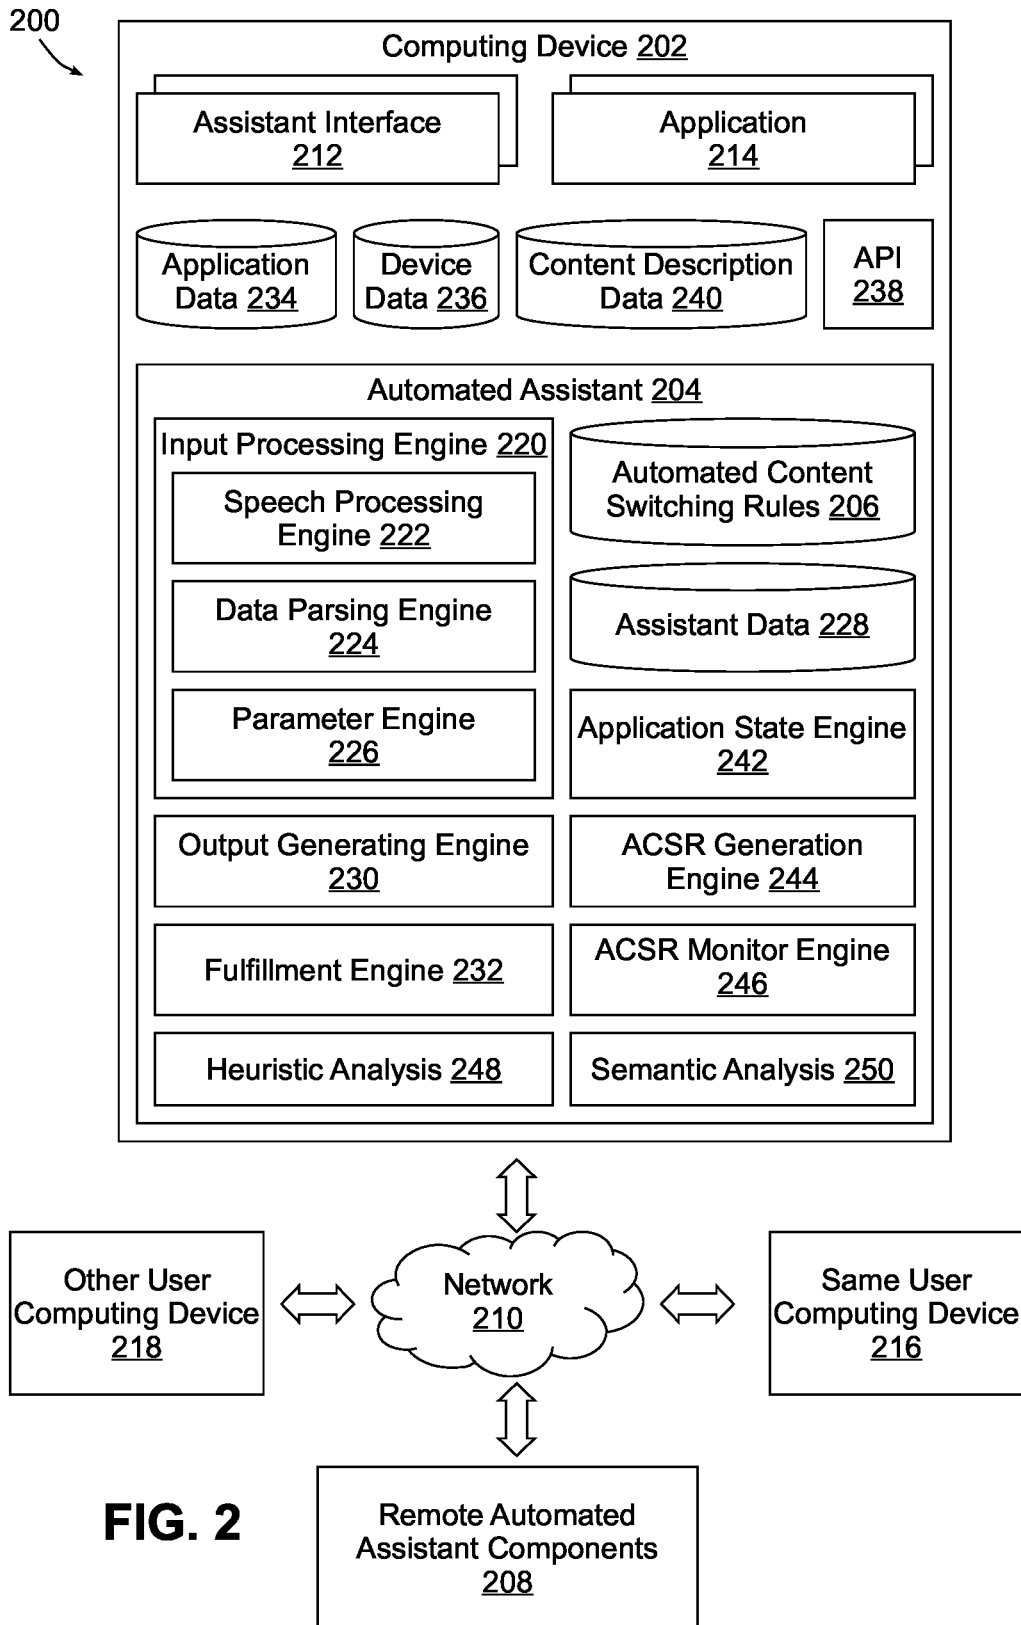 200
Computing Device 202
Assistant Interface
212
Application
214
Application
Data 234
Device
Data 236
Content Description
Data 240
API
238
Automated Assistant 204
Input Processing Engine 220
Speech Processing
Engine 222
Data Parsing Engine
224
Parameter Engine
226
Automated Content
Switching Rules 206
Assistant Data 228
Application State Engine
242
Output Generating Engine
230
ACSR Generation
Engine 244
Fulfillment Engine 232
ACSR Monitor Engine
246
Heuristic Analysis 248
Semantic Analysis 250
Other User
Computing Device
218
Network
210
Same User
Computing Device
216
FIG. 2
Remote Automated
Assistant Components
208